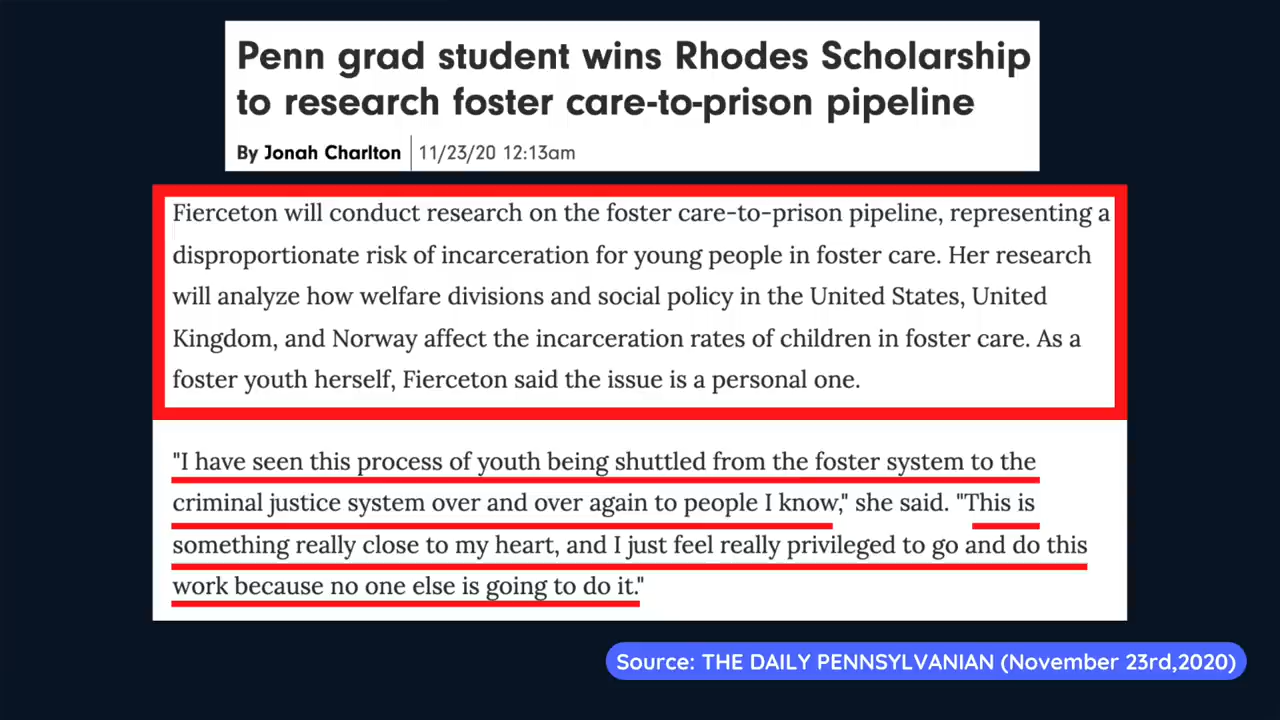 Penn grad student wins Rhodes Scholarship
to research foster care-to-prison pipeline
By Jonah Charlton 11/23/20 12:13am
Fierceton will conduct research on the foster care-to-prison pipeline, representing a
disproportionate risk of incarceration for young people in foster care. Her research
will analyze how welfare divisions and social policy in the United States, United
Kingdom, and Norway affect the incarceration rates of children in foster care. As a
foster youth herself, Fierceton said the issue is a personal one.
"I have seen this process of youth being shuttled from the foster system to the
criminal justice system over and over again to people I know," she said. "This is
something really close to my heart, and I just feel really privileged to go and do this
work because no one else is going to do it."
Source: THE DAILY PENNSYLVANIAN (November 23rd,2020)